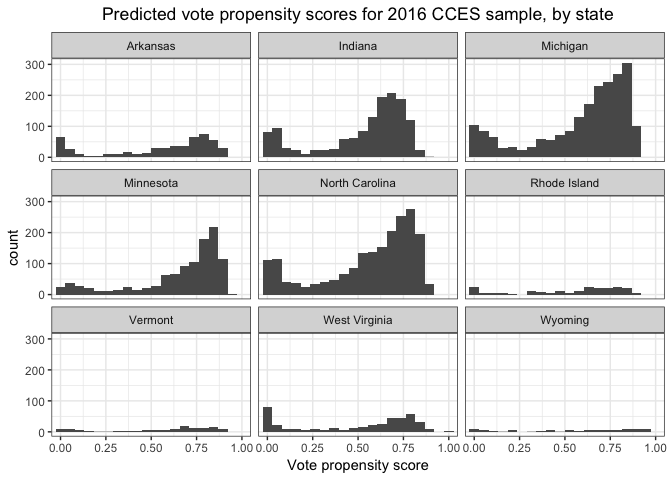 Predicted vote propensity scores for 2016 CCES sample, by state
Arkansas Indiana Michigan
300
200
100
0
Minnesota North Carolina Rhode Island
300
200
100
0
count
Vermont West Virginia Wyoming
300
200
100
0
0.00 0.25 0.50 0.75 1.00 0.00 0.25 0.50 0.75 1.00 0.00 0.25 0.50 0.75 1.00
Vote propensity score